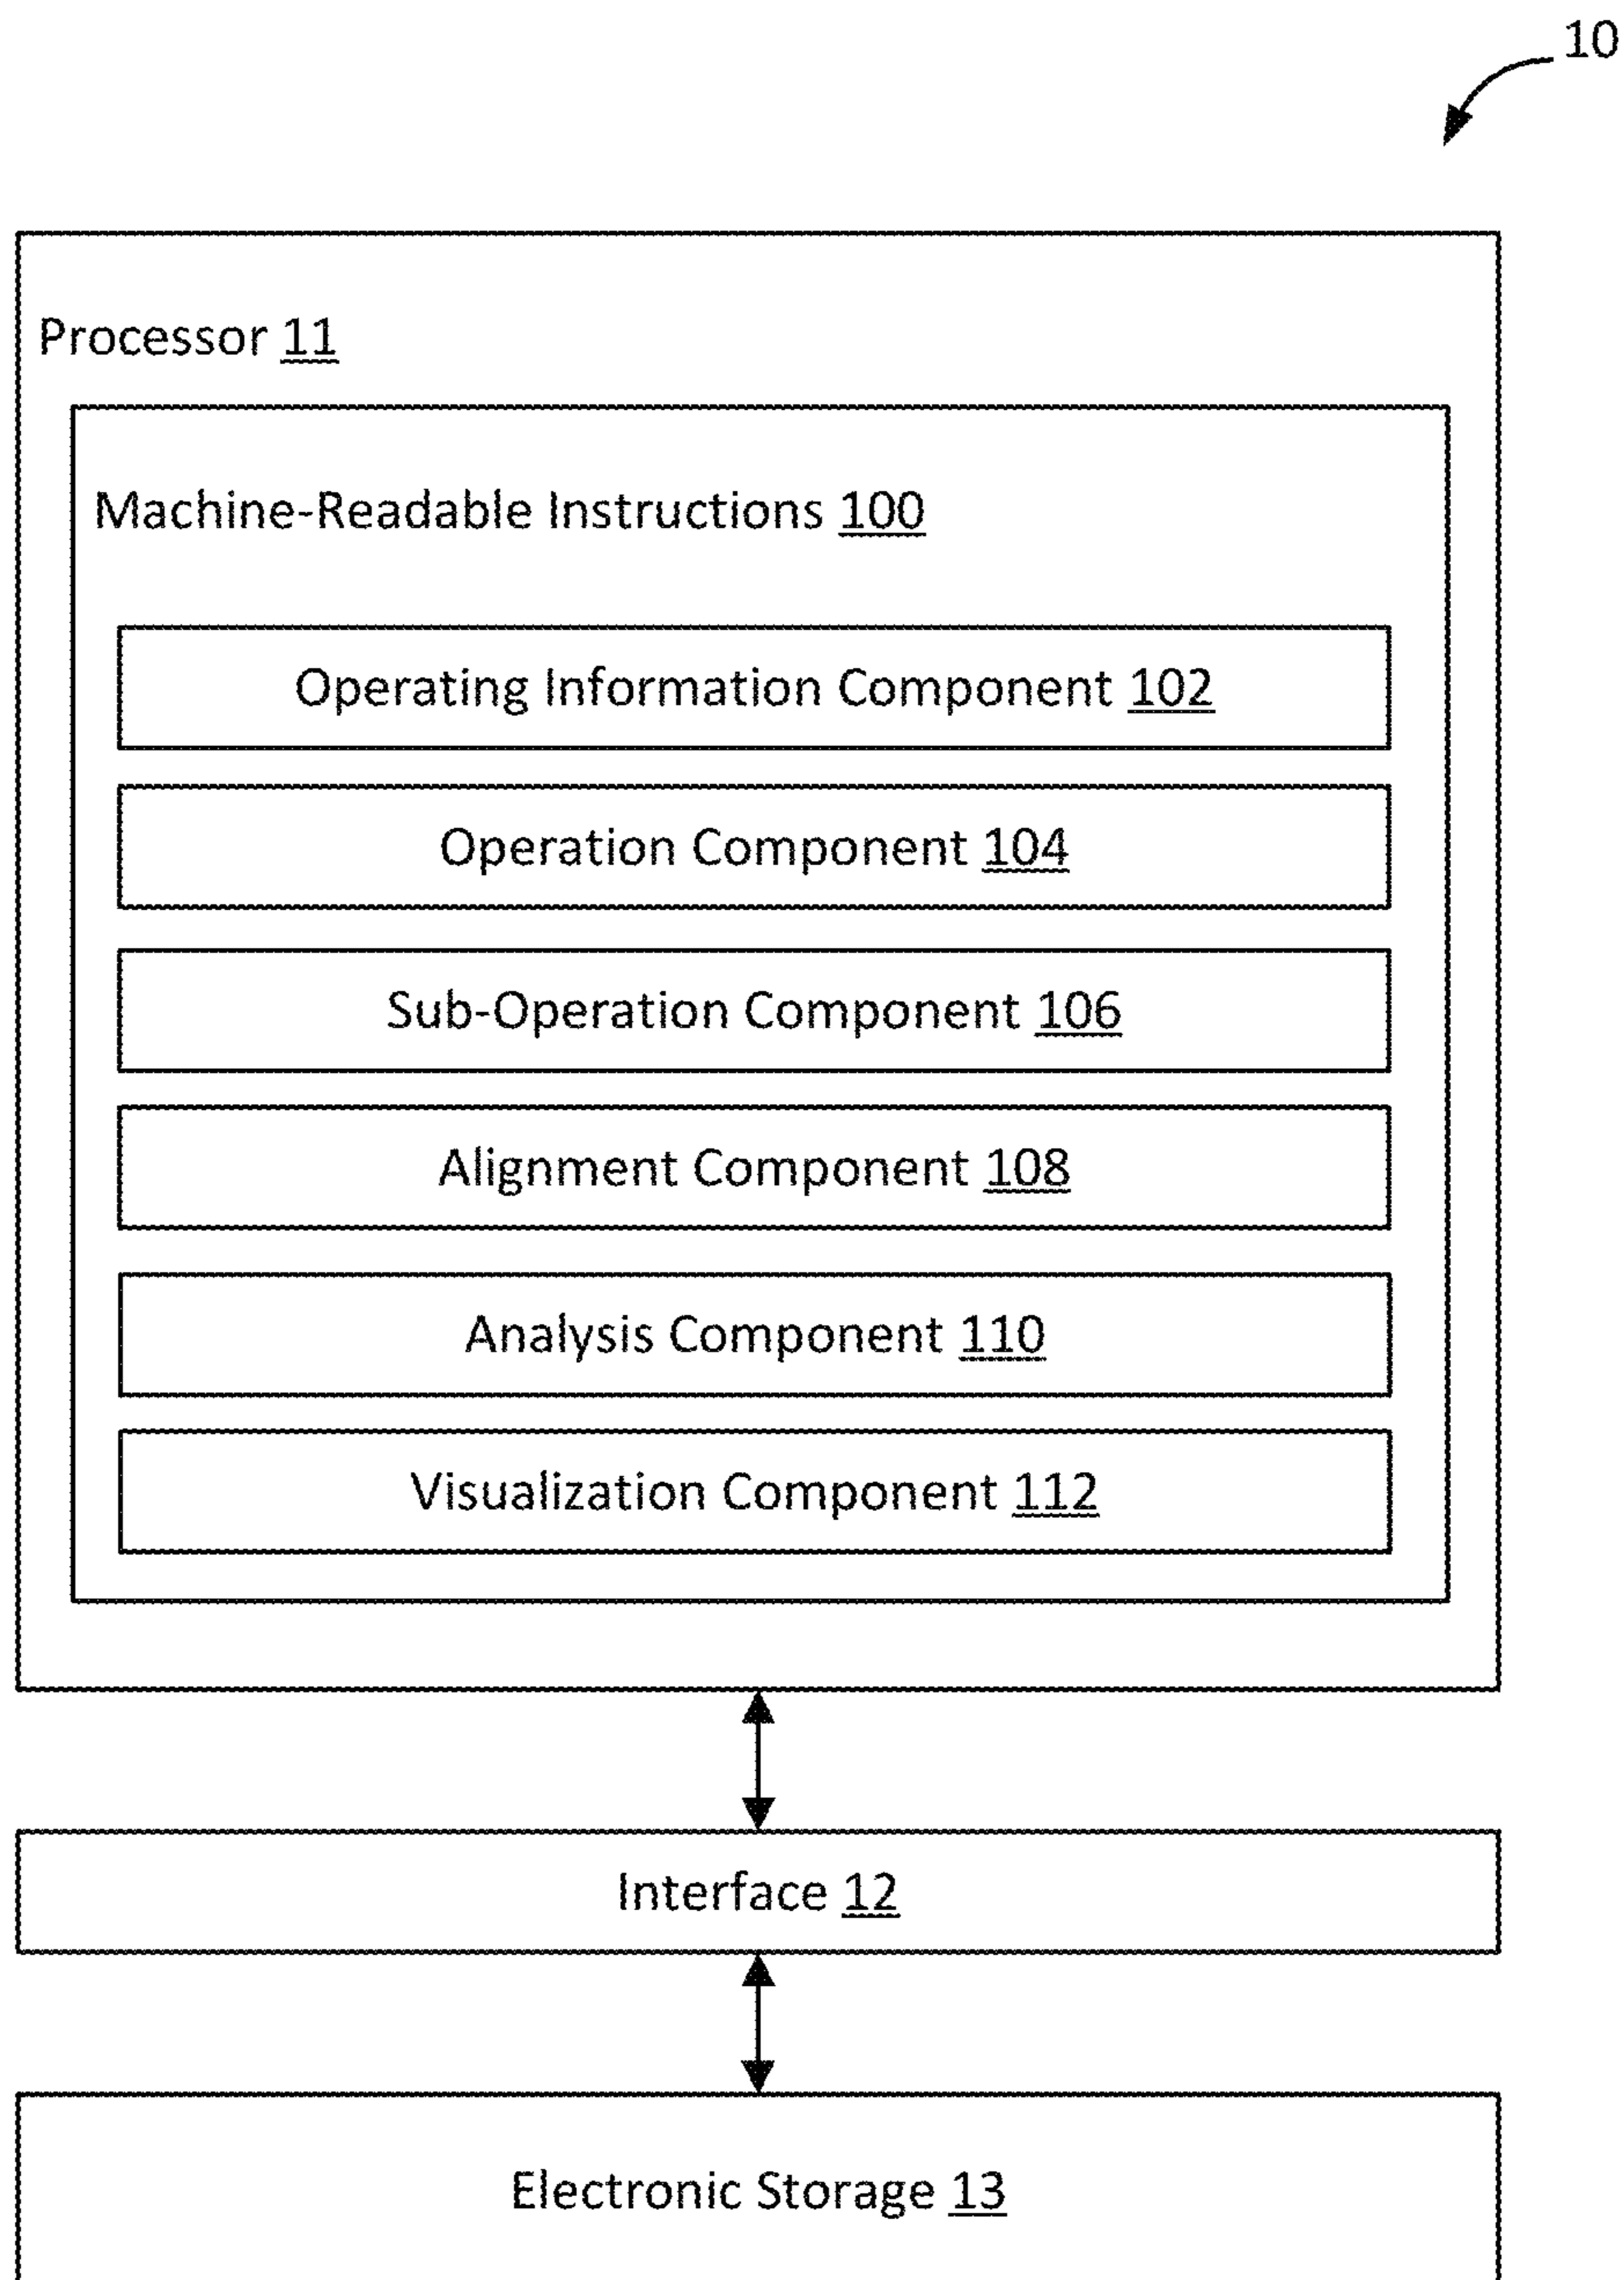 10
Processor 11
Machine-Readable Instructions 100
Operating Information Component 102
Operation Component 104
Sub-Operation Component 106
Alignment Component 108
Analysis Component 110
Visualization Component 112
Interface 12
Electronic Storage 13